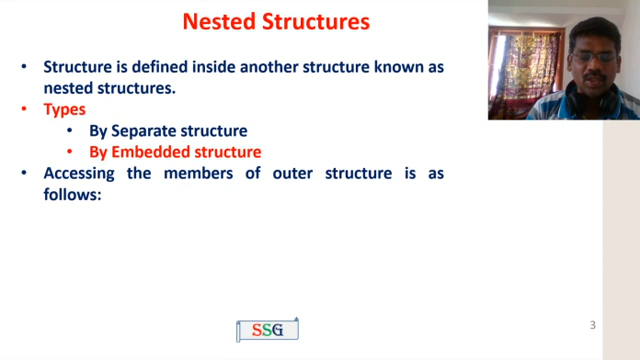 Nested Structures
• Structure is defined inside another structure known as
nested structures.
• Types
• By Separate structure
• By Embedded structure
• Accessing the members of outer structure is as
follows:
SSG
3